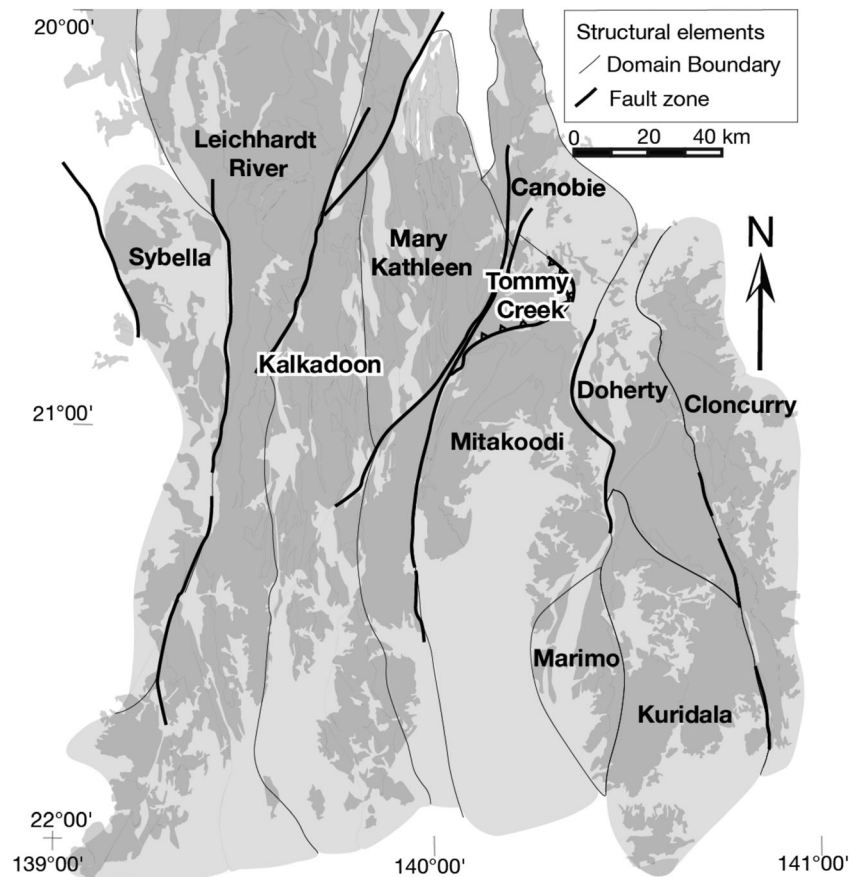 20°00'
Structural elements
Domain Boundary
Fault zone
0 20 40 km
Leichhardt
River
Canobie
Sybella
Mary
Kathleen
N
Tommy
Creek
Kalkadoon
Doherty
Cloncurry
21°00'
Mitakoodi
Marimo
Kuridala
22°00'
139°00'
140°00'
141°00'